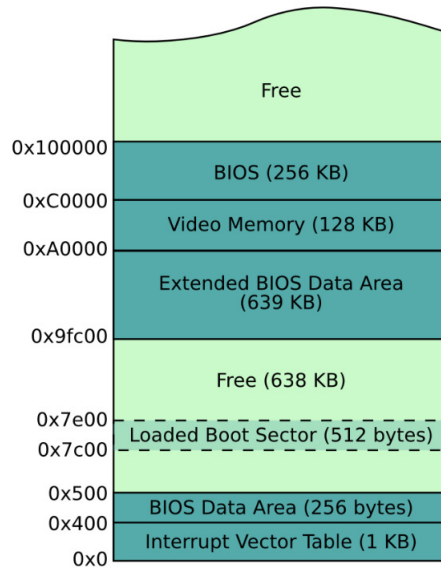 Free
0x100000
BIOS (256 KB)
0xC0000
Video Memory (128 KB)
0xA0000
Extended BIOS Data Area
(639 KB)
0x9fc00
Free (638 KB)
0x7e00
Loaded Boot Sector (512 bytes)
0x7c00
0x500
BIOS Data Area (256 bytes)
0x400
Interrupt Vector Table (1 KB)
0x0